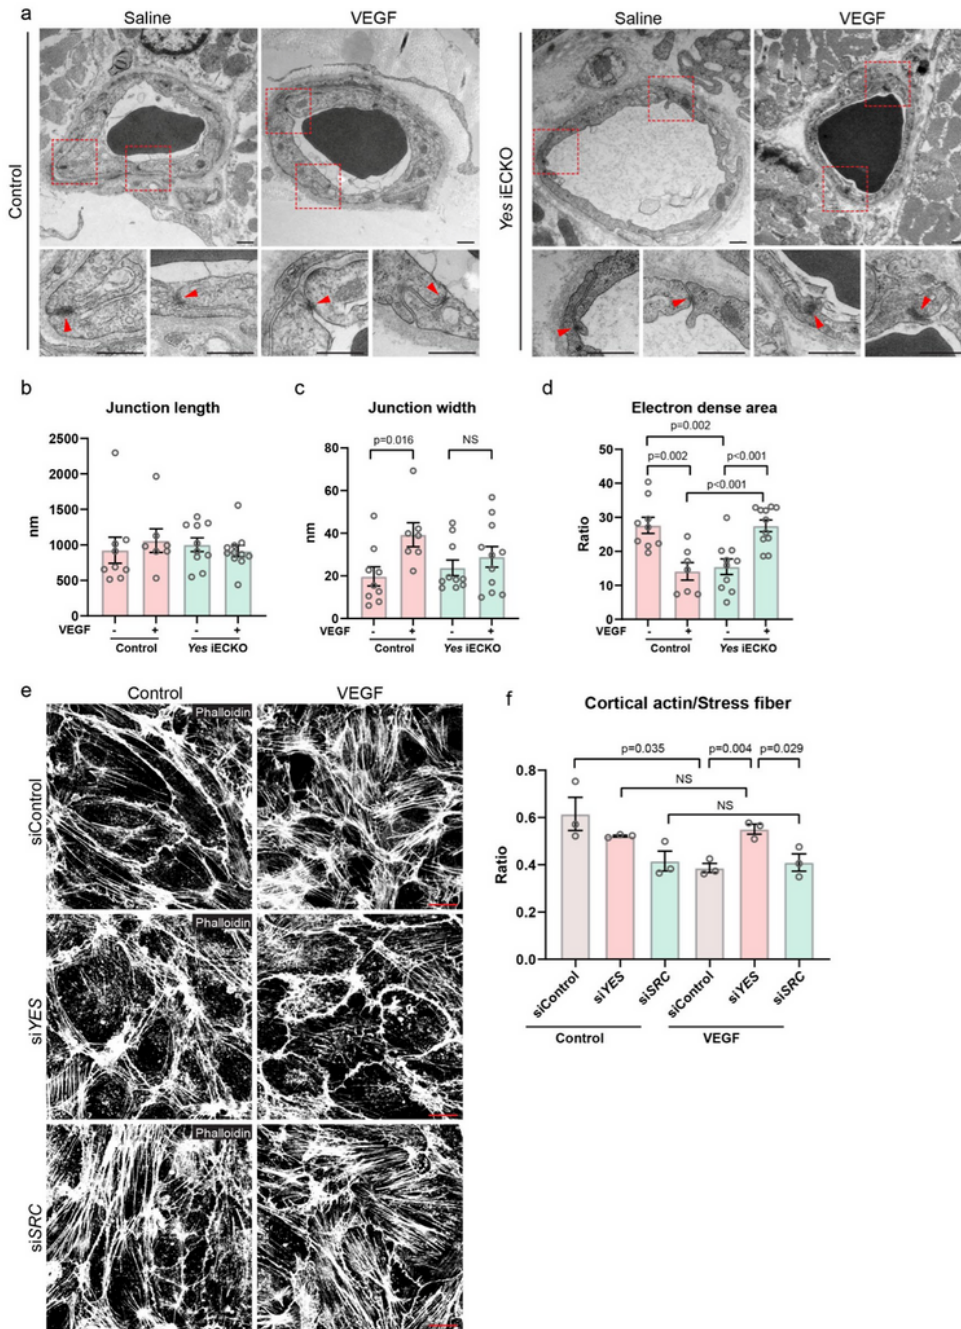 a
Saline VEGF Saline VEGF
Control
Yes iECKO
b
Junction length
2500
2000
1500
1000
500
0
nm
VEGF - + - +
Control Yes iECKO
c
Junction width
p=0.016 NS
80
60
40
20
0
nm
VEGF - + - +
Control Yes iECKO
d
Electron dense area
p=0.002
p=0.002 p<0.001
p<0.001
50
40
30
20
10
0
Ratio
VEGF - + - +
Control Yes iECKO
e
Control VEGF
siControl
Phalloidin
siYES
Phalloidin
siSRC
Phalloidin
f
Cortical actin/Stress fiber
p=0.035 p=0.004 p=0.029
NS
NS
0.8
0.6
0.4
0.2
0.0
Ratio
siControl siYES siSRC siControl siYES siSRC
Control VEGF